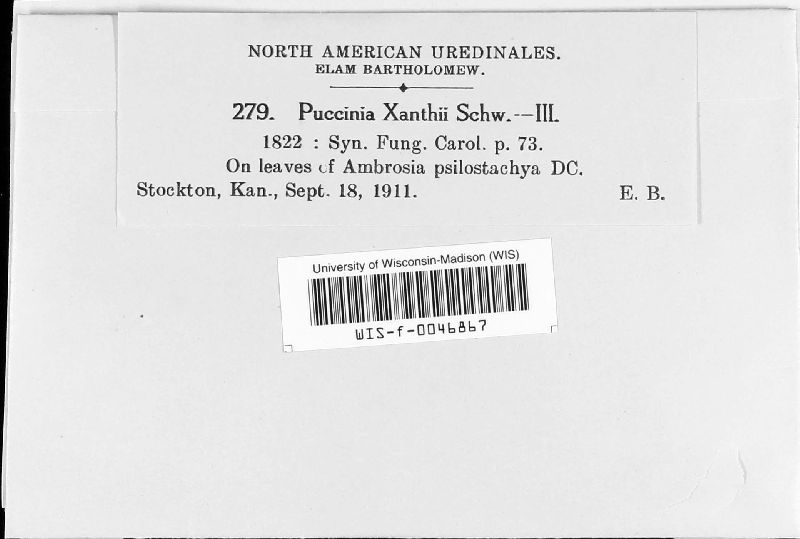 NORTH AMERICAN UREDINALES.
ELAM BARTHOLOMEW.
279. Puccinia Xanthii Schw.—III.
1822 : Syn. Fung. Carol. p. 73.
On leaves of Ambrosia psilostachya DC.
Stockton, Kan., Sept. 18, 1911. E. B.
University of Wisconsin-Madison (WIS)
WIS-f-0046867